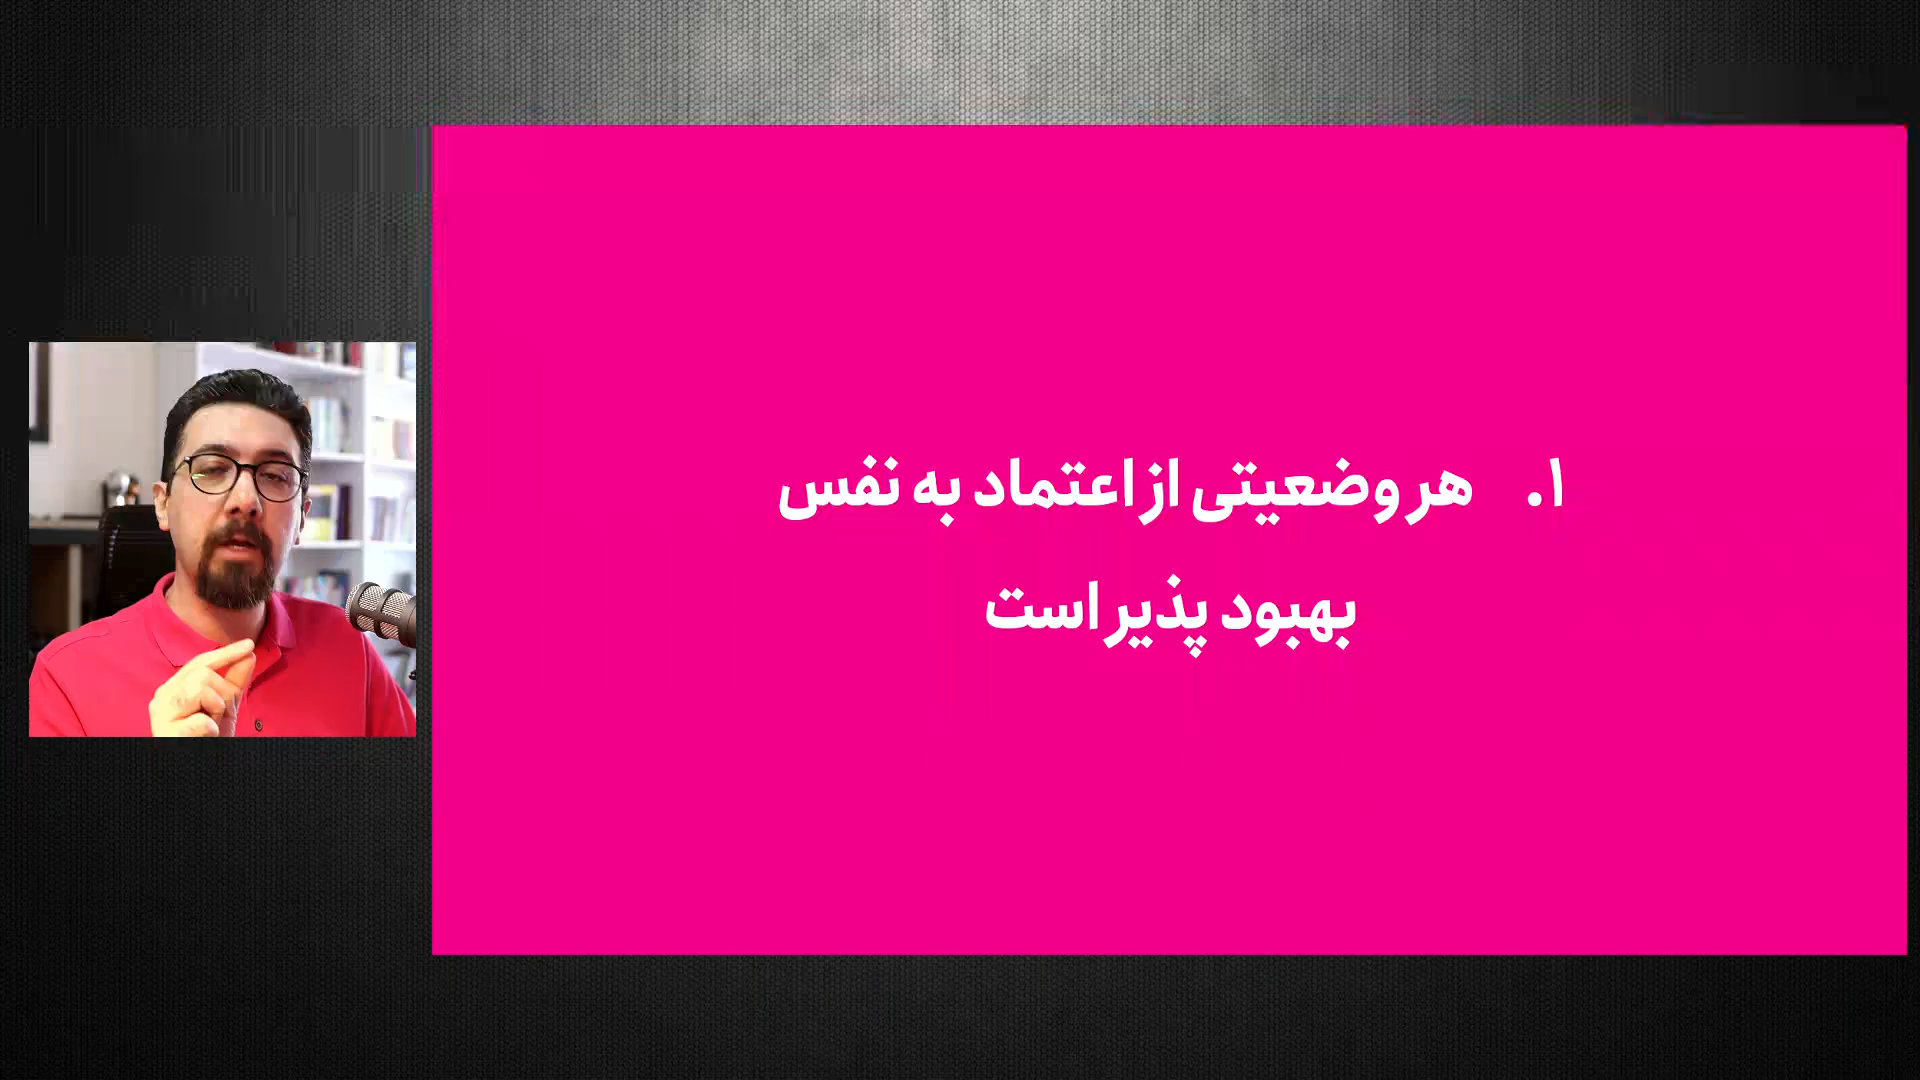 ۱. هر وضعیتی از اعتماد به نفس
بهبود پذیر است